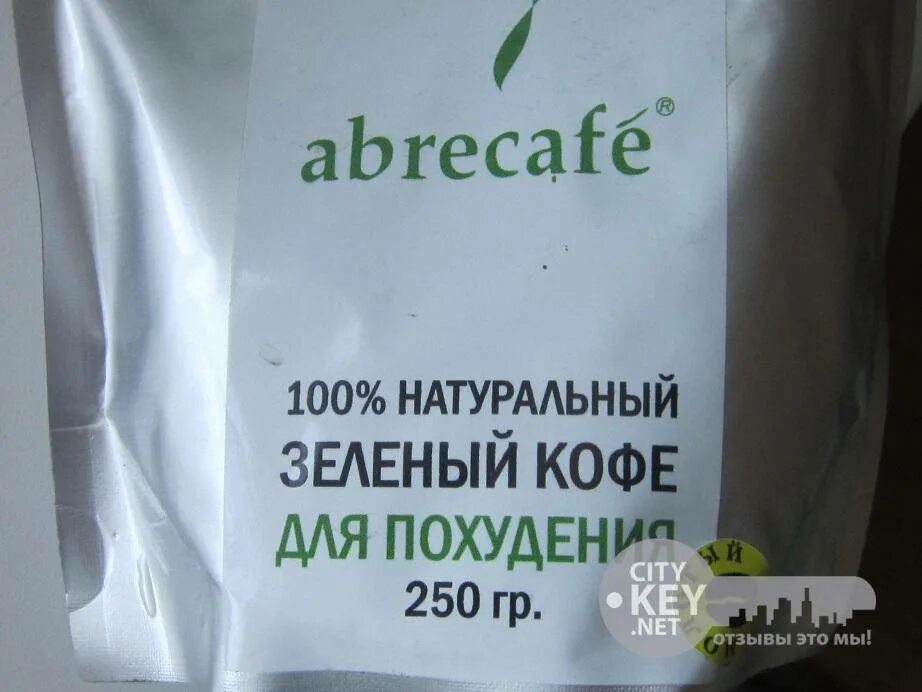 abrecafé®
100% НАТУРАЛЬНЫЙ
ЗЕЛЕНЫЙ КОФЕ
ДЛЯ ПОХУДЕНИЯ
250 гр.
CITY
KEY
.NET
ОТЗЫВЫ ЭТО МЫ!